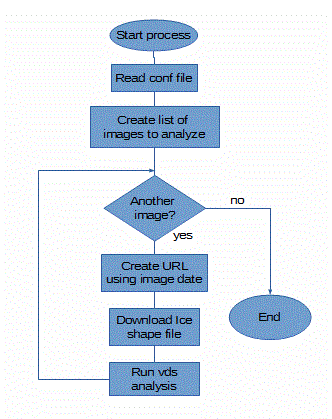 Start process
Read conf file
Create list of
images to analyze
Another
image?
no
yes
Create URL
using image date
End
Download Ice
shape file
Run vds
analysis